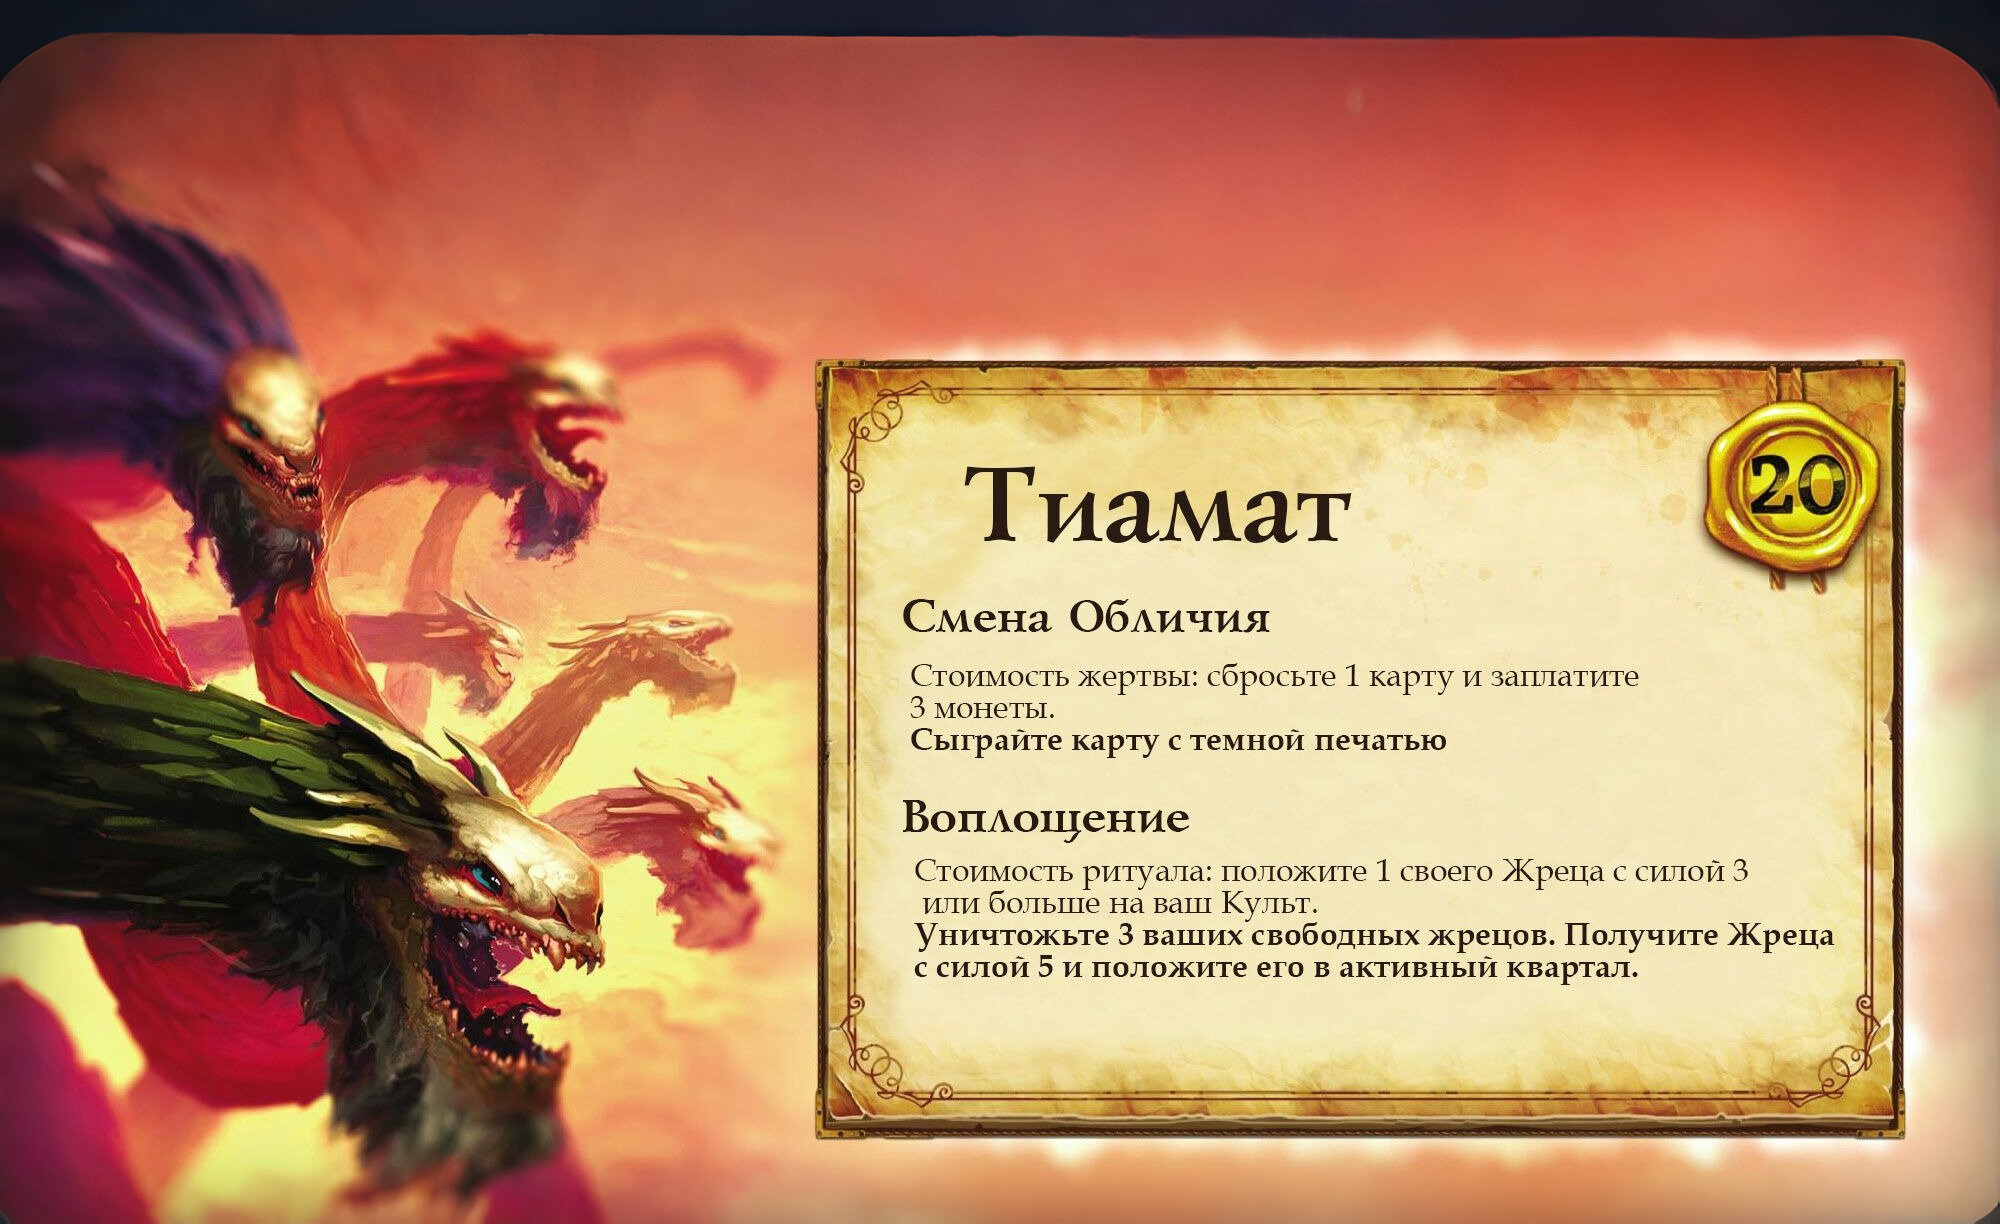 Тиамат
20
Смена Обличия
Стоимость жертвы: сбросьте 1 карту и заплатите
3 монеты.
Сыграйте карту с темной печатью
Воплощение
Стоимость ритуала: положите 1 своего Жреца с силой 3
или больше на ваш Культ.
Уничтожьте 3 ваших свободных жрецов. Получите Жреца
с силой 5 и положите его в активный квартал.